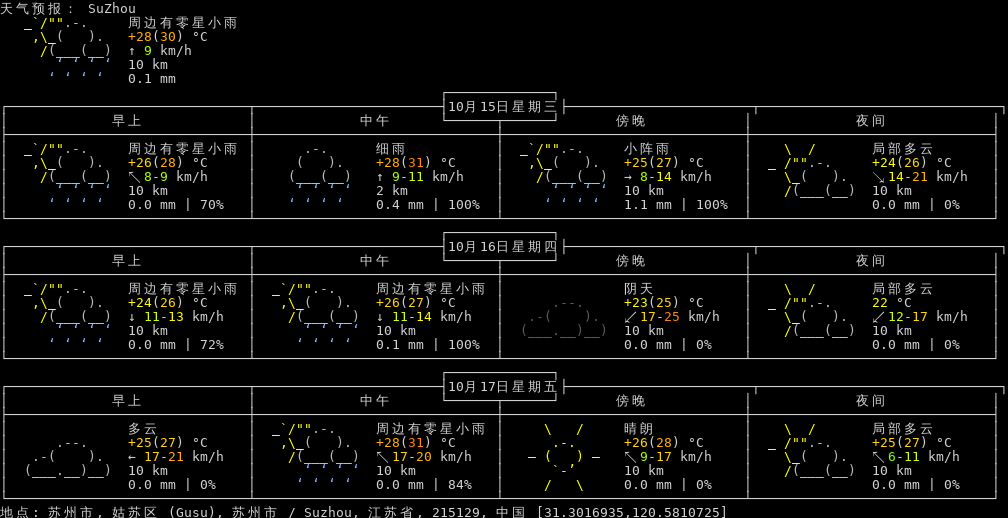 天气预报: SuZhou
周边有零星小雨
+28(30) °C
↑ 9 km/h
10 km
0.1 mm
10月15日星期三
早上 中午 傍晚 夜间
周边有零星小雨 细雨 小阵雨 局部多云
+26(28) °C +28(31) °C +25(27) °C +24(26) °C
↖ 8-9 km/h ↑ 9-11 km/h → 8-14 km/h ↘ 14-21 km/h
10 km 2 km 10 km 10 km
0.0 mm | 70% 0.4 mm | 100% 1.1 mm | 100% 0.0 mm | 0%
10月16日星期四
早上 中午 傍晚 夜间
周边有零星小雨 周边有零星小雨 阴天 局部多云
+24(26) °C +26(27) °C +23(25) °C 22 °C
↓ 11-13 km/h ↓ 11-14 km/h ↙ 17-25 km/h ↙ 12-17 km/h
10 km 10 km 10 km 10 km
0.0 mm | 72% 0.1 mm | 100% 0.0 mm | 0% 0.0 mm | 0%
10月17日星期五
早上 中午 傍晚 夜间
多云 周边有零星小雨 晴朗 局部多云
+25(27) °C +28(31) °C +26(28) °C +25(27) °C
← 17-21 km/h ↖ 17-20 km/h ↖ 9-17 km/h ↖ 6-11 km/h
10 km 10 km 10 km 10 km
0.0 mm | 0% 0.0 mm | 84% 0.0 mm | 0% 0.0 mm | 0%
地点: 苏州市, 姑苏区 (Gusu), 苏州市 / Suzhou, 江苏省, 215129, 中国 [31.3016935,120.5810725]